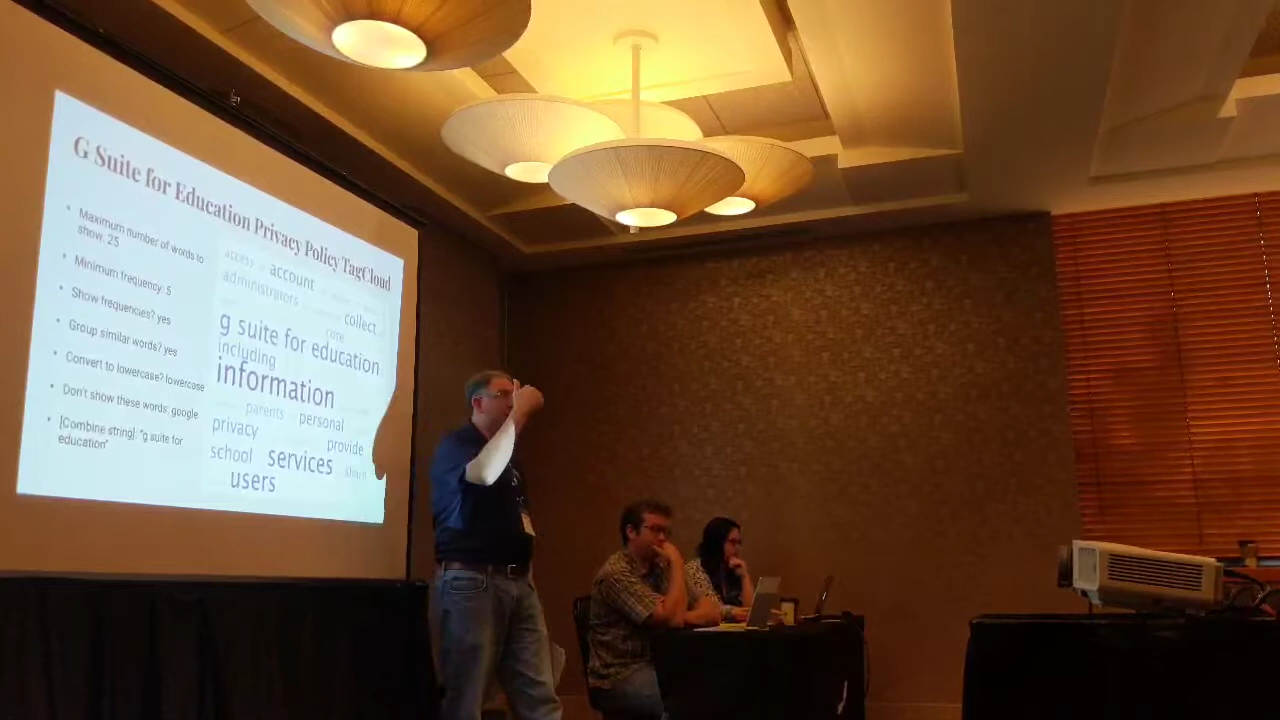 G Suite for Education Privacy Policy TagCloud
Maximum number of words to
show: 25
Minimum frequency: 5
Show frequencies? yes
Group similar words? yes
Convert to lowercase? lowercase
Don't show these words: google
[Combine string]: "g suite for
education"
access account
administrators
collect
core
g suite for education
including
information
parents personal
privacy
provide
school services
users